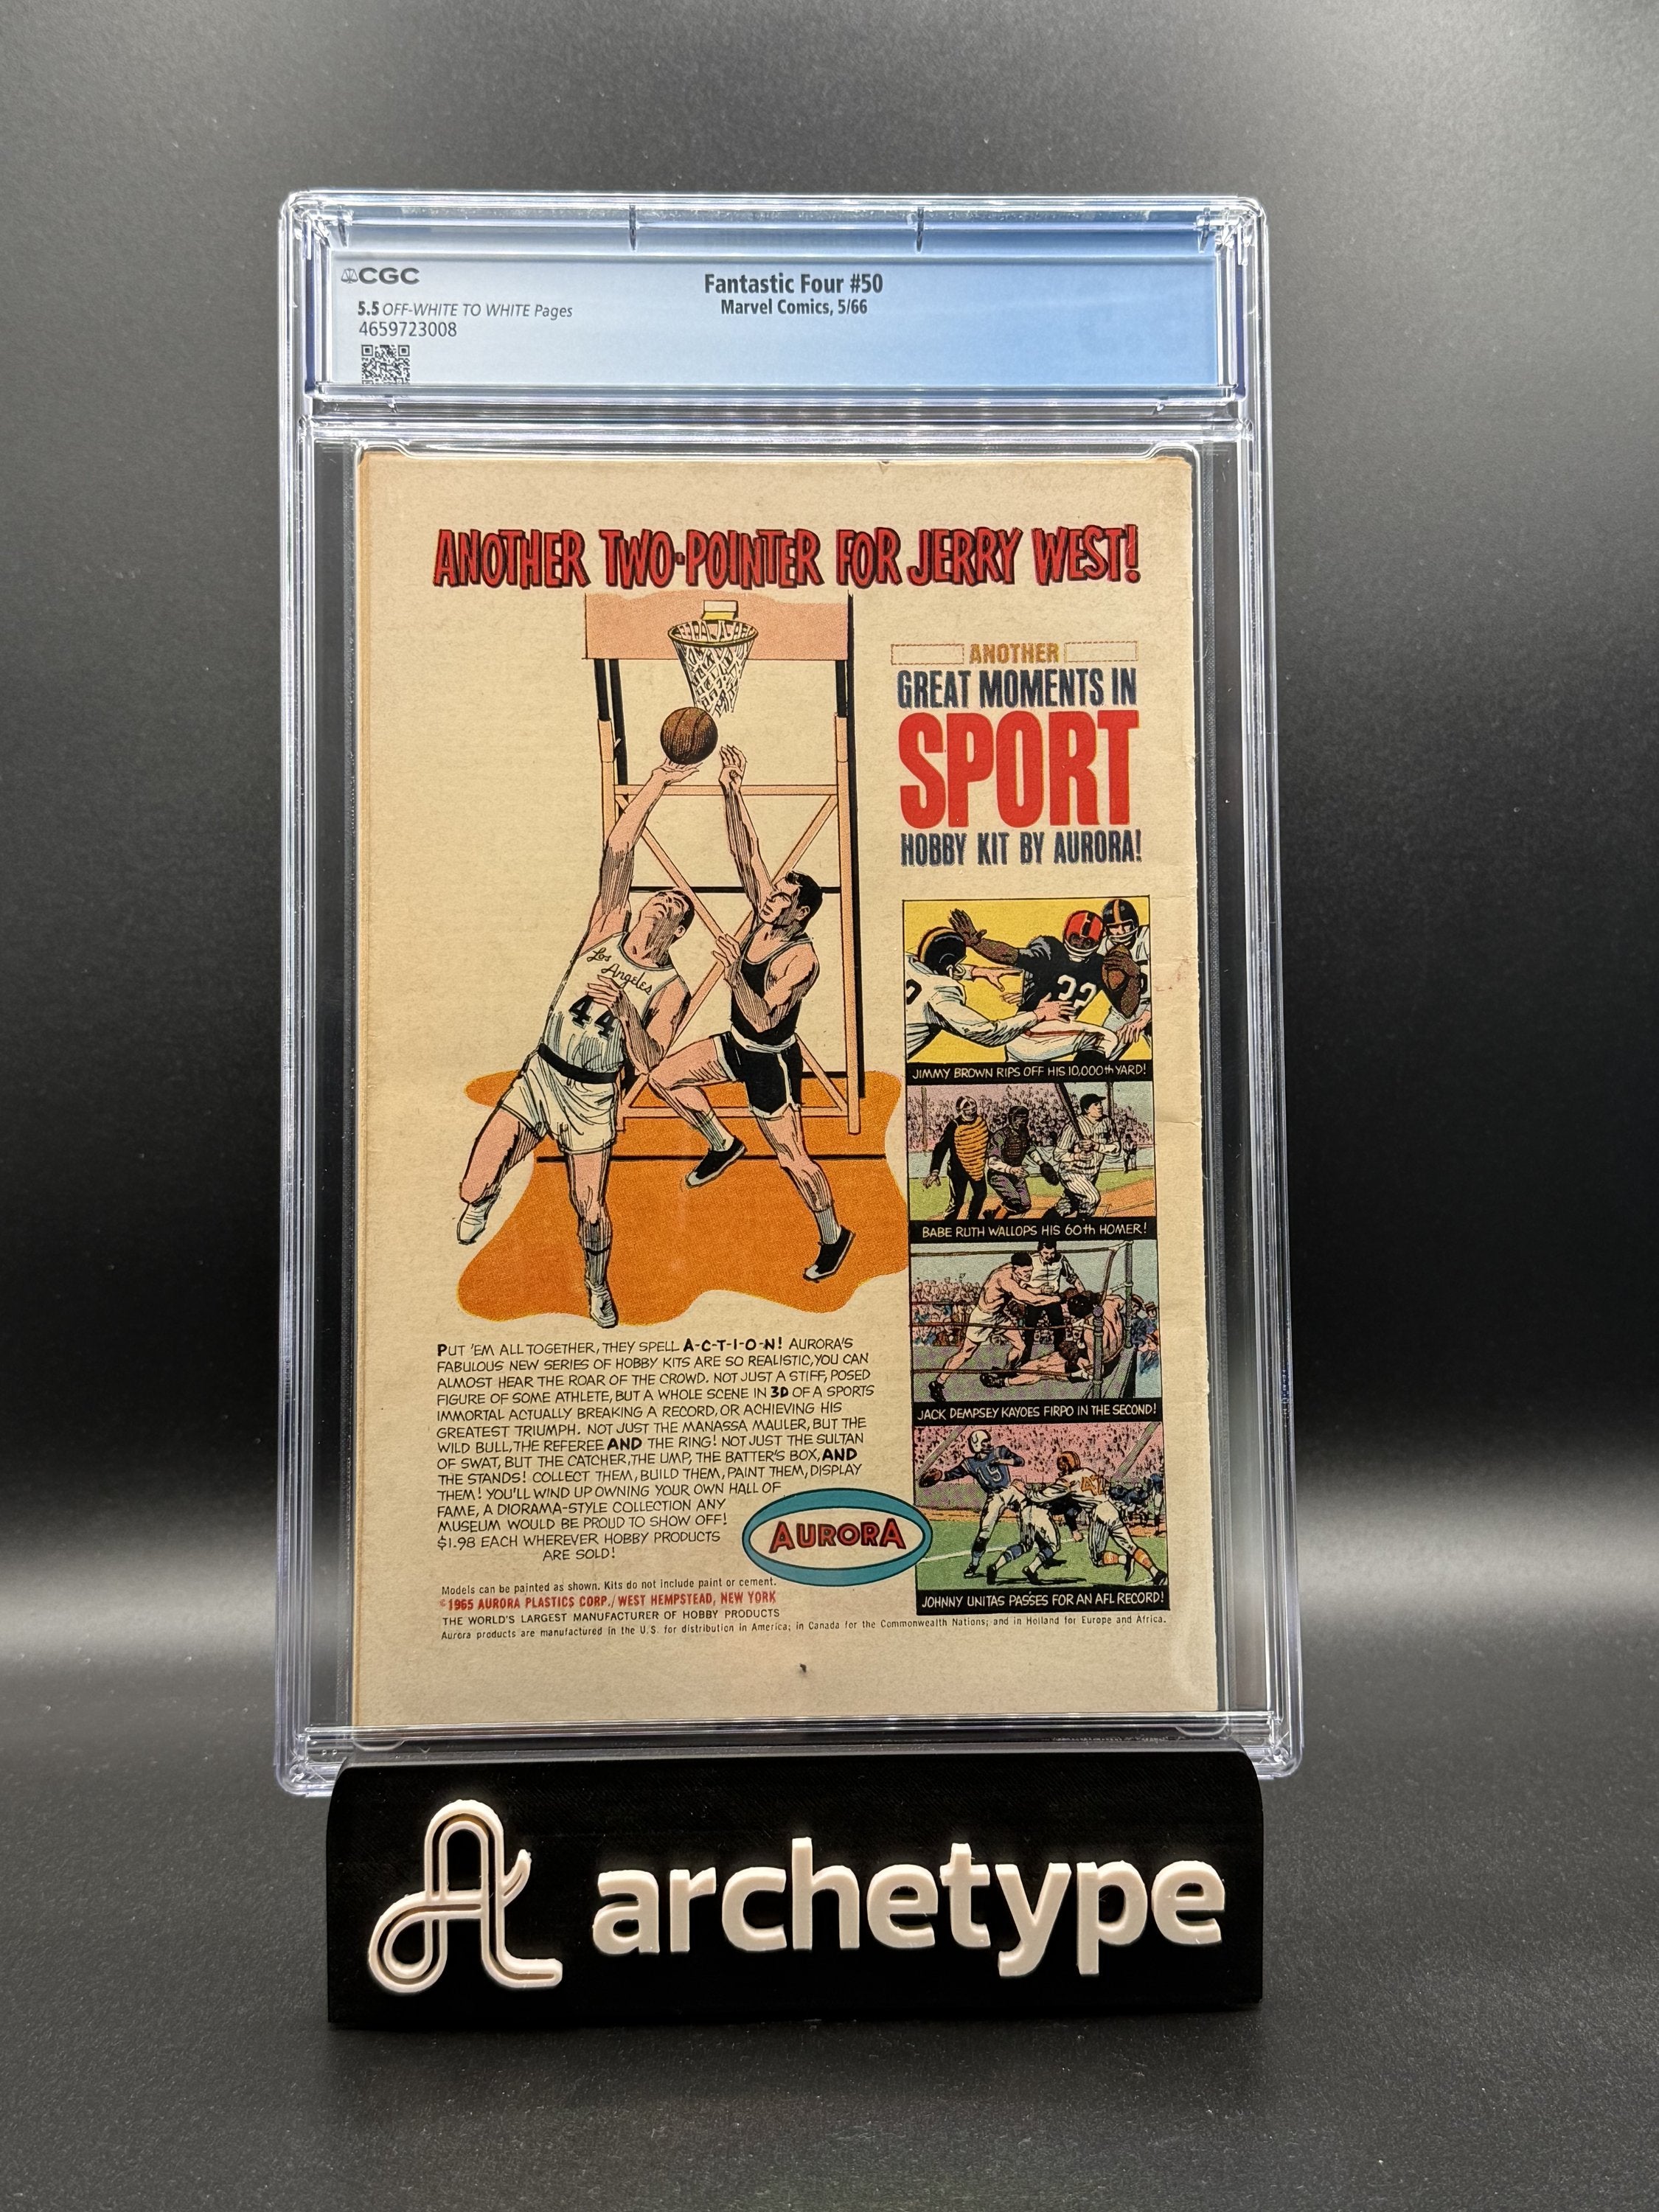 CGC
Fantastic Four #50
5.5 OFF-WHITE TO WHITE Pages
Marvel Comics, 5/66
4659723008
ANOTHER TWO-POINTER FOR JERRY WEST!
ANOTHER
GREAT MOMENTS IN
SPORT
HOBBY KIT BY AURORA!
Los
Angeles
44
32
JIMMY BROWN RIPS OFF HIS 10,000th YARD!
BABE RUTH WALLOPS HIS 60th HOMER!
JACK DEMPSEY KAYOES FIRPO IN THE SECOND!
JOHNNY UNITAS PASSES FOR AN AFL RECORD!
PUT 'EM ALL TOGETHER, THEY SPELL A-C-T-I-O-N! AURORA'S
FABULOUS NEW SERIES OF HOBBY KITS ARE SO REALISTIC, YOU CAN
ALMOST HEAR THE ROAR OF THE CROWD. NOT JUST A STIFF, POSED
FIGURE OF SOME ATHLETE, BUT A WHOLE SCENE IN 3D OF A SPORTS
IMMORTAL ACTUALLY BREAKING A RECORD, OR ACHIEVING HIS
GREATEST TRIUMPH. NOT JUST THE MANASSA MAULER, BUT THE
WILD BULL, THE REFEREE AND THE RING! NOT JUST THE SULTAN
OF SWAT, BUT THE CATCHER, THE UMP, THE BATTER'S BOX, AND
THE STANDS! COLLECT THEM, BUILD THEM, PAINT THEM, DISPLAY
THEM! YOU'LL WIND UP OWNING YOUR OWN HALL OF
FAME, A DIORAMA-STYLE COLLECTION ANY
MUSEUM WOULD BE PROUD TO SHOW OFF!
$1.98 EACH WHEREVER HOBBY PRODUCTS
ARE SOLD!
AURORA
Models can be painted as shown. Kits do not include paint or cement.
©1965 AURORA PLASTICS CORP./WEST HEMPSTEAD, NEW YORK
THE WORLD'S LARGEST MANUFACTURER OF HOBBY PRODUCTS
Aurora products are manufactured in the U.S. for distribution in America; in Canada for the Commonwealth Nations; and in Holland for Europe and Africa.
archetype